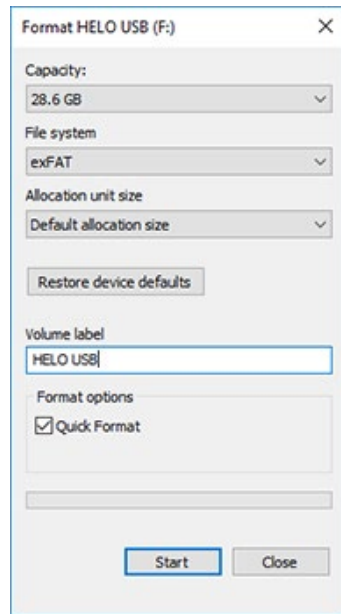 Format HELO USB (F:)
Capacity:
28.6 GB
File system
exFAT
Allocation unit size
Default allocation size
Restore device defaults
Volume label
HELO USB
Format options
Quick Format
Start Close